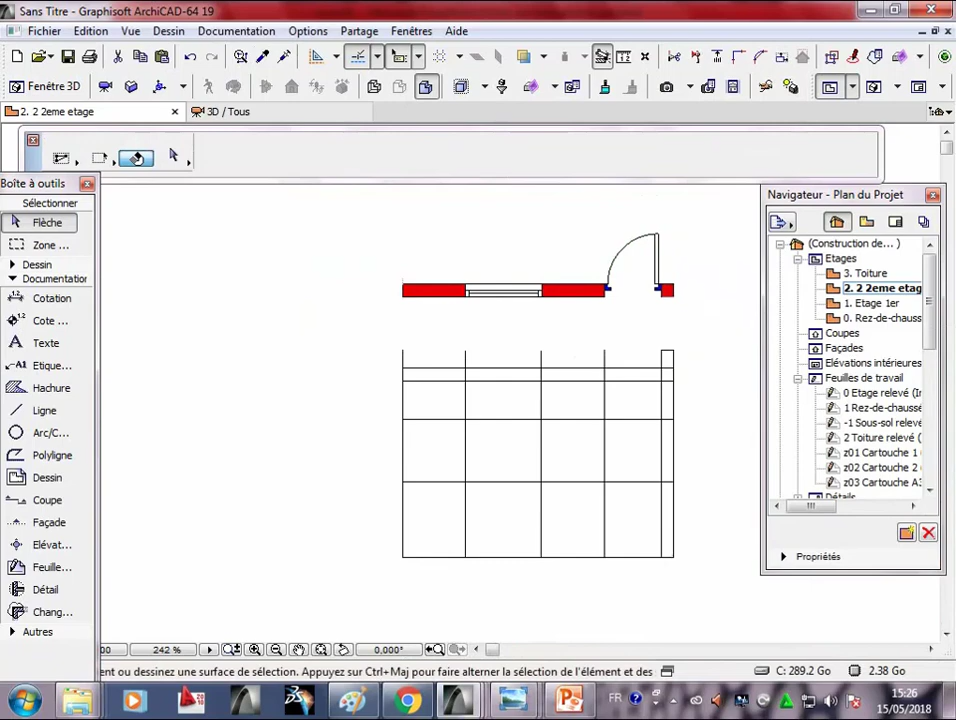 Sans Titre - Graphisoft ArchiCAD-64 19
Fichier Edition Vue Dessin Documentation Options Partage Fenêtres Aide
Fenêtre 3D
2. 2 2eme etage
3D / Tous
Boîte à outils
Sélectionner
Flèche
Zone ...
Dessin
Documentation
Cotation
Cote ...
Texte
Etique...
Hachure
Ligne
Arc/C...
Polyligne
Dessin
Coupe
Façade
Elévat...
Feuille...
Détail
Chang...
Autres
Navigateur - Plan du Projet
(Construction de... )
Etages
3. Toiture
2. 2 2eme etag
1. Etage 1er
0. Rez-de-chauss
Coupes
Façades
Elévations intérieures
Feuilles de travail
0 Etage relevé (Ir
1 Rez-de-chaussé
-1 Sous-sol relevé
2 Toiture relevé (
z01 Cartouche 1
z02 Cartouche 2
z03 Cartouche A3
Détails
Propriétés
00
242 %
0,000°
ent ou dessinez une surface de sélection. Appuyez sur Ctrl+Maj pour faire alterner la sélection de l'élément et des
C: 289.2 Go
2.38 Go
FR
15:26
15/05/2018